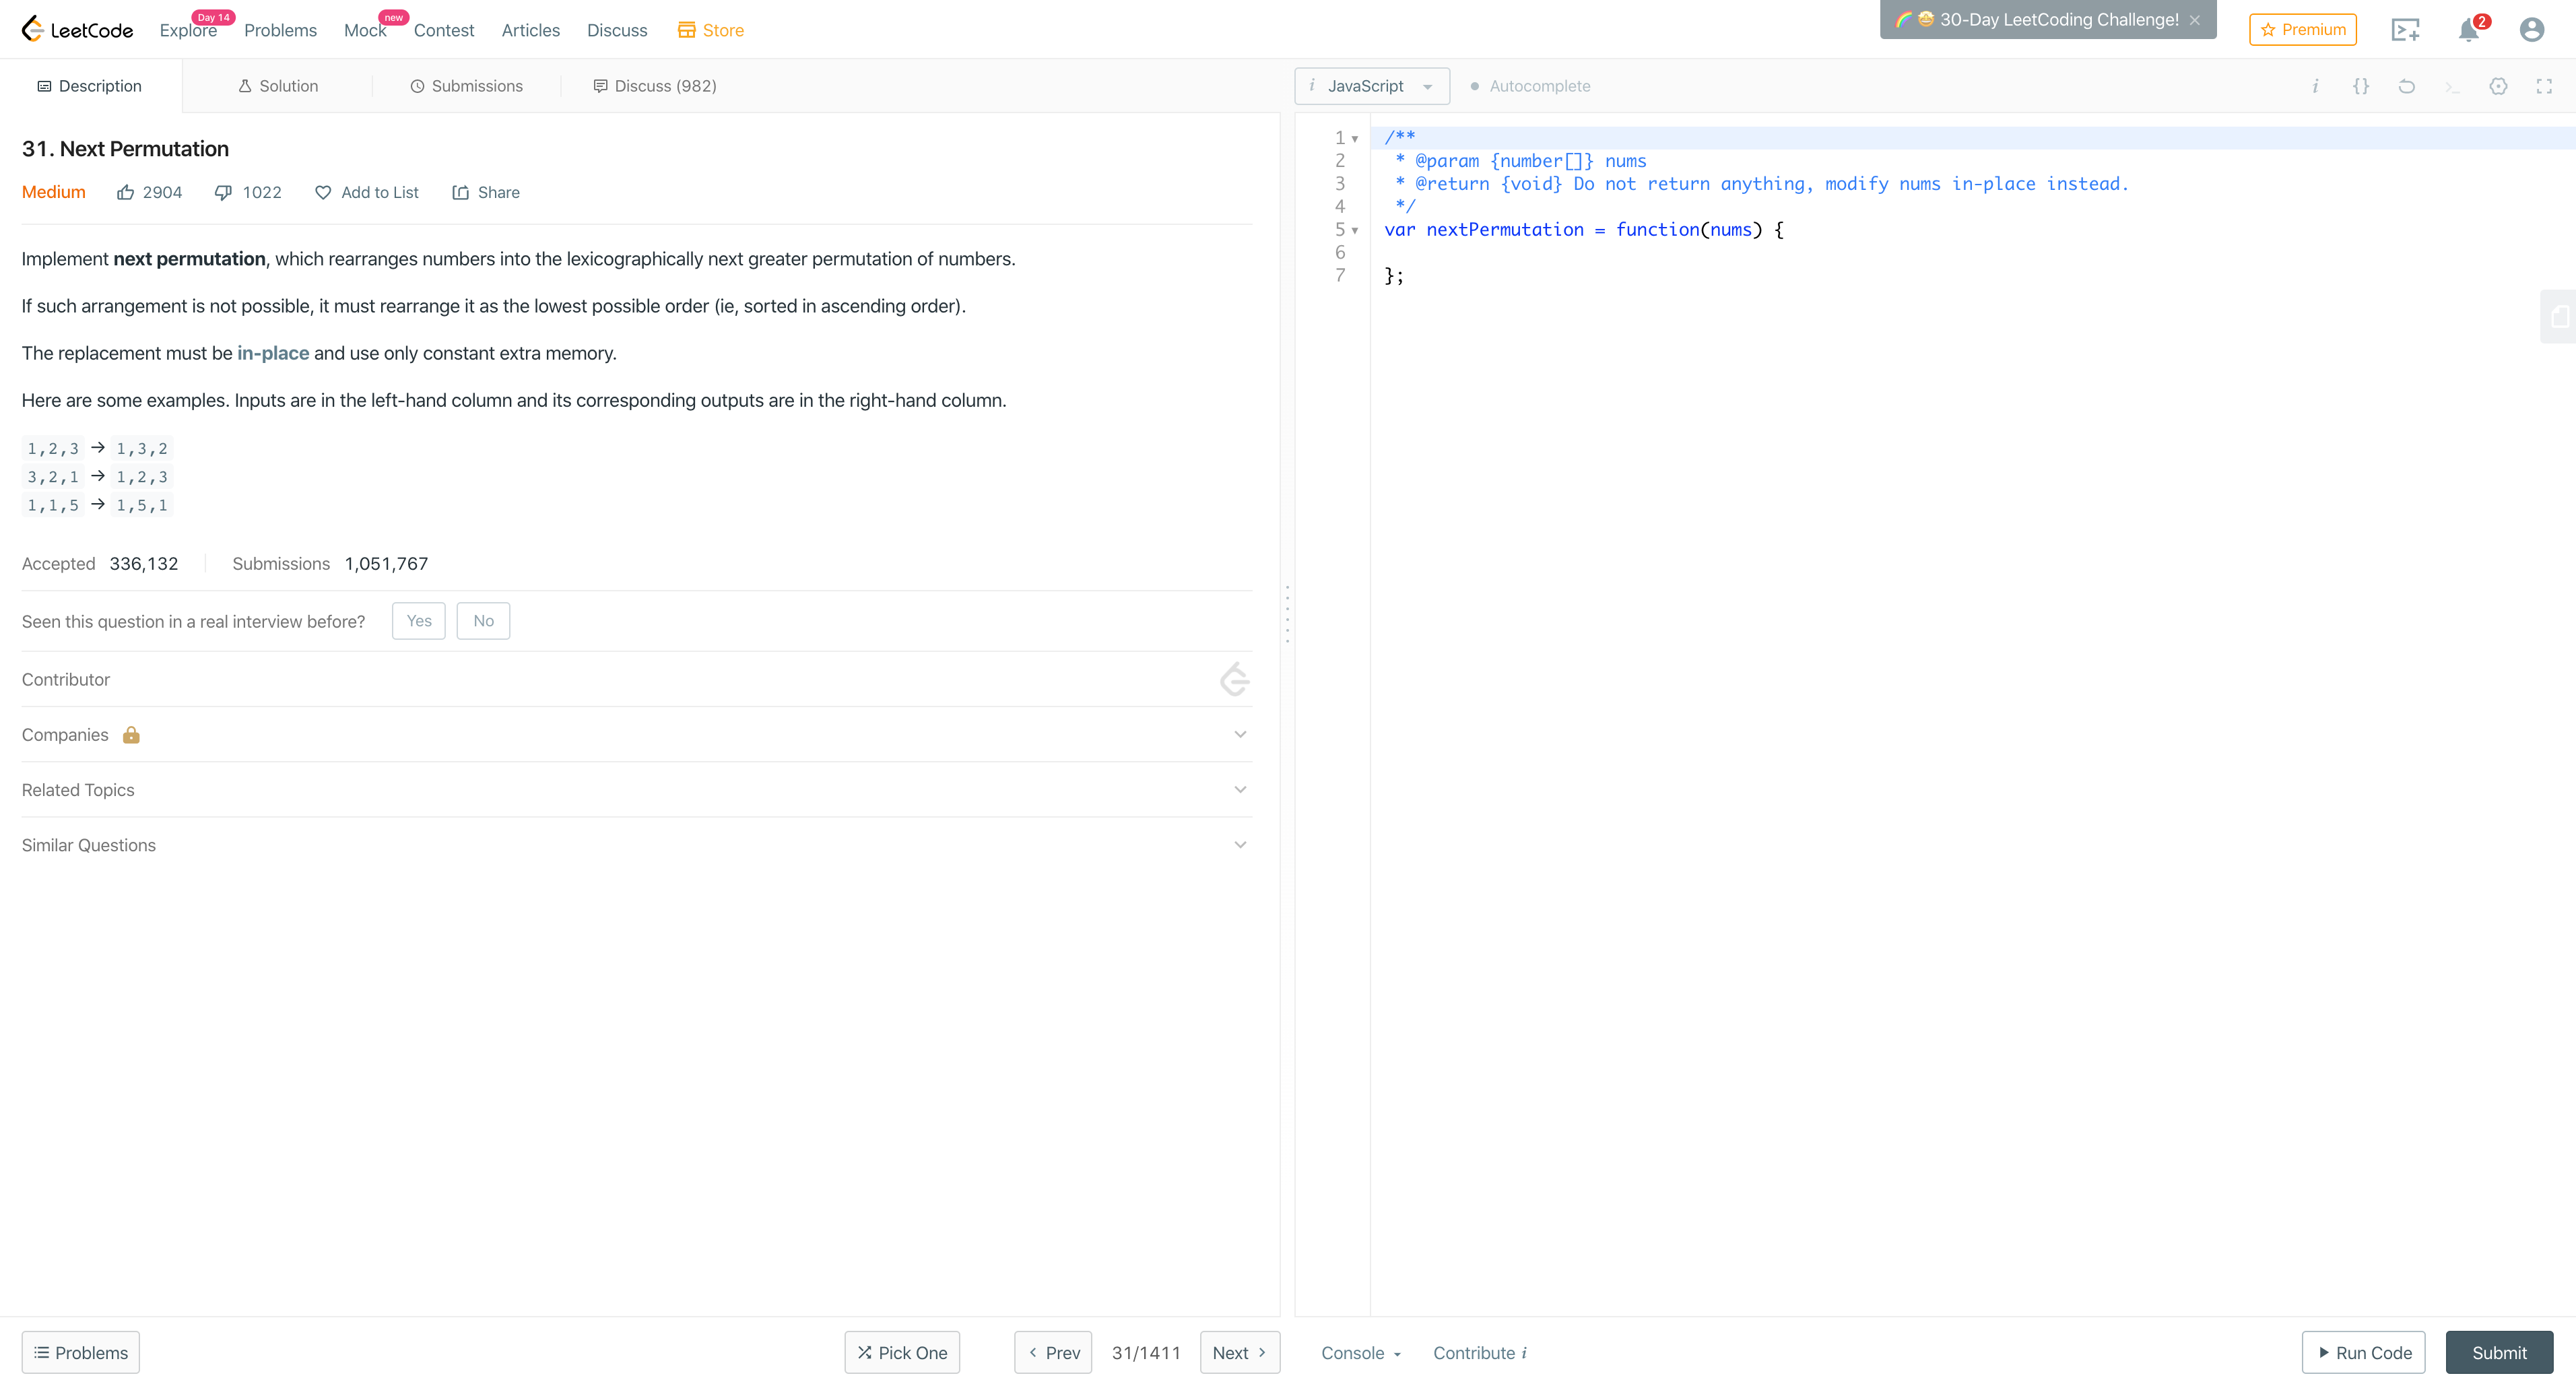 LeetCode Explore Day 14 Problems Mock new Contest Articles Discuss Store 30-Day LeetCoding Challenge! Premium 2
Description Solution Submissions Discuss (982)
31. Next Permutation
Medium 2904 1022 Add to List Share
Implement next permutation, which rearranges numbers into the lexicographically next greater permutation of numbers.
If such arrangement is not possible, it must rearrange it as the lowest possible order (ie, sorted in ascending order).
The replacement must be in-place and use only constant extra memory.
Here are some examples. Inputs are in the left-hand column and its corresponding outputs are in the right-hand column.
1,2,3 → 1,3,2
3,2,1 → 1,2,3
1,1,5 → 1,5,1
Accepted 336,132 Submissions 1,051,767
Seen this question in a real interview before? Yes No
Contributor
Companies
Related Topics
Similar Questions
i JavaScript Autocomplete i {} >_
1 /**
2 * @param {number[]} nums
3 * @return {void} Do not return anything, modify nums in-place instead.
4 */
5 var nextPermutation = function(nums) {
6
7 };
Problems Pick One Prev 31/1411 Next Console Contribute i Run Code Submit